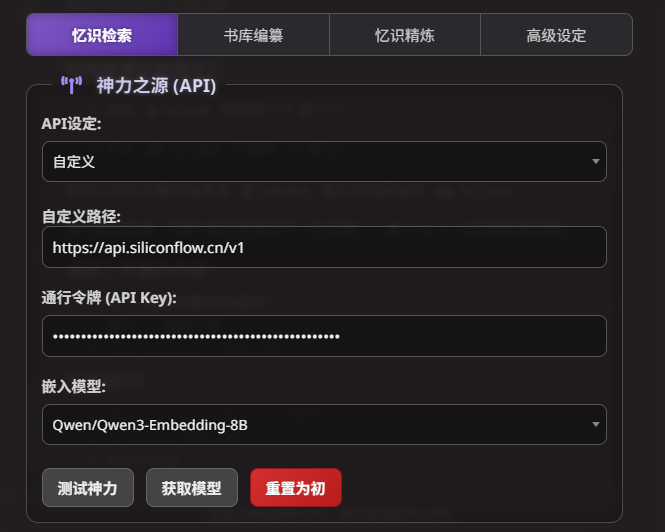 忆识检索 书库编纂 忆识精炼 高级设定
神力之源 (API)
API设定:
自定义
自定义路径:
https://api.siliconflow.cn/v1
通行令牌 (API Key):
••••••••••••••••••••••••••••••••••••••••••••••••••••
嵌入模型:
Qwen/Qwen3-Embedding-8B
测试神力 获取模型 重置为初